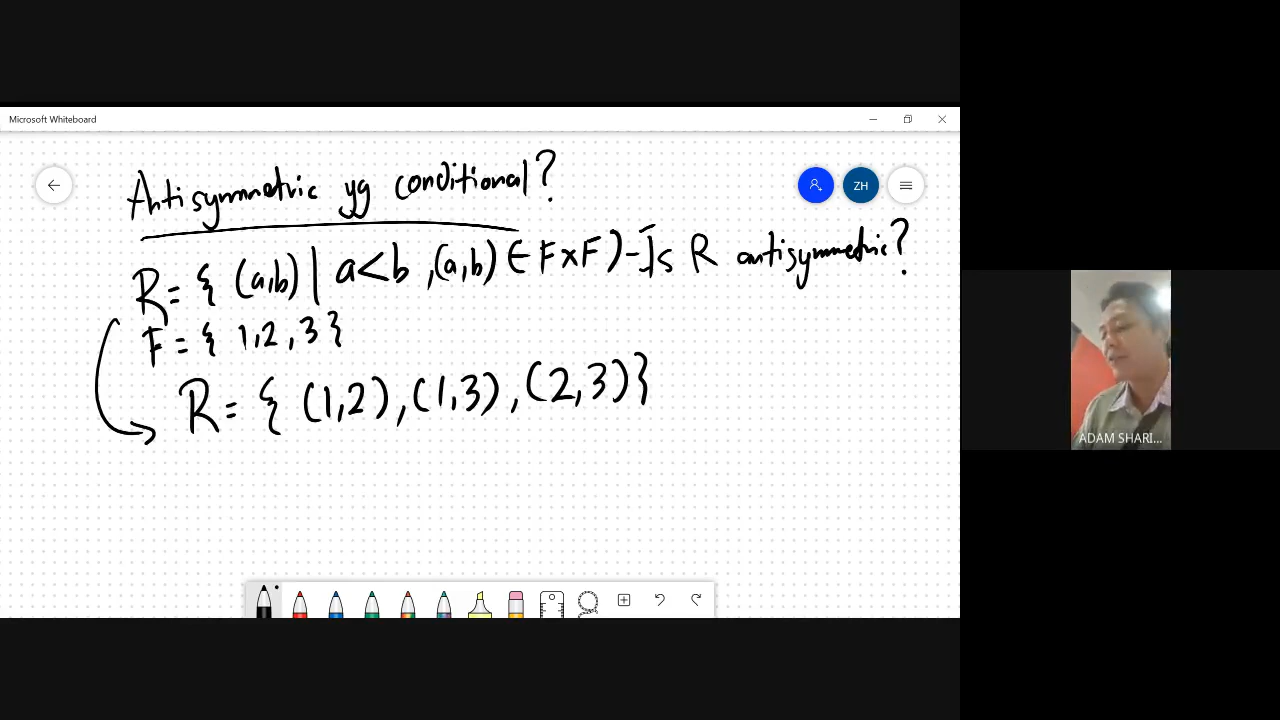 Microsoft Whiteboard
ZH
Antisymmetric yg conditional?
R = { (a,b) | a < b , (a,b) ∈ F x F ) - Is R antisymmetric?
F = { 1,2,3 }
R = { (1,2), (1,3), (2,3) }
ADAM SHARI...